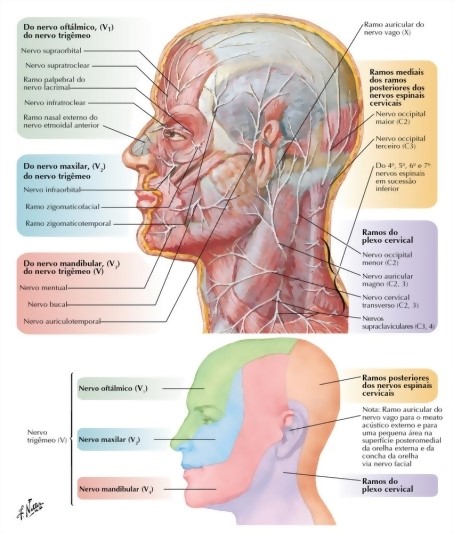 Do nervo oftálmico, (V₁)
do nervo trigêmeo
Nervo supraorbital
Nervo supratroclear
Ramo palpebral do
nervo lacrimal
Nervo infratroclear
Ramo nasal externo do
nervo etmoidal anterior
Do nervo maxilar, (V₂)
do nervo trigêmeo
Nervo infraorbital
Ramo zigomaticofacial
Ramo zigomaticotemporal
Do nervo mandibular, (V₃)
do nervo trigêmeo (V)
Nervo mentual
Nervo bucal
Nervo auriculotemporal
Ramo auricular do
nervo vago (X)
Ramos mediais
dos ramos
posteriores dos
nervos espinais
cervicais
Nervo occipital
maior (C2)
Nervo occipital
terceiro (C3)
Do 4º, 5º, 6º e 7º
nervos espinais
em sucessão
inferior
Ramos do
plexo cervical
Nervo occipital
menor (C2)
Nervo auricular
magno (C2, 3)
Nervo cervical
transverso (C2, 3)
Nervos
supraclaviculares (C3, 4)
Nervo
trigêmeo (V)
Nervo oftálmico (V₁)
Nervo maxilar (V₂)
Nervo mandibular (V₃)
Ramos posteriores
dos nervos espinais
cervicais
Nota: Ramo auricular do
nervo vago para o meato
acústico externo e para
uma pequena área na
superfície posteromedial
da orelha externa e da
concha da orelha
via nervo facial
Ramos do
plexo cervical
F. Netter